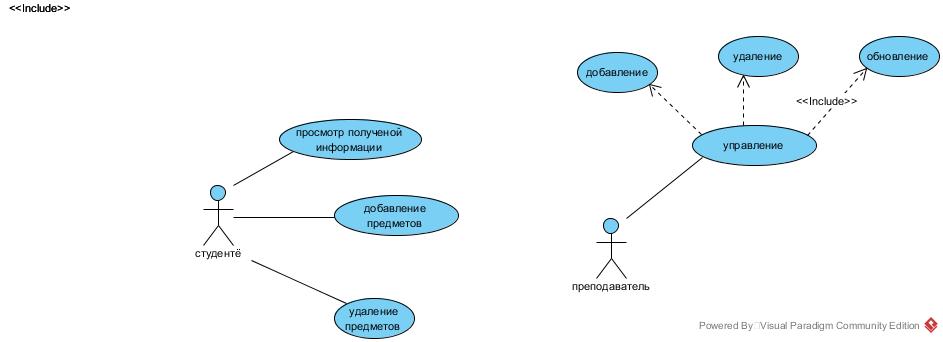 <<Include>>
добавление
удаление
обновление
<<Include>>
управление
просмотр полученой
информации
добавление
предметов
студентё
преподаватель
удаление
предметов
Powered By Visual Paradigm Community Edition